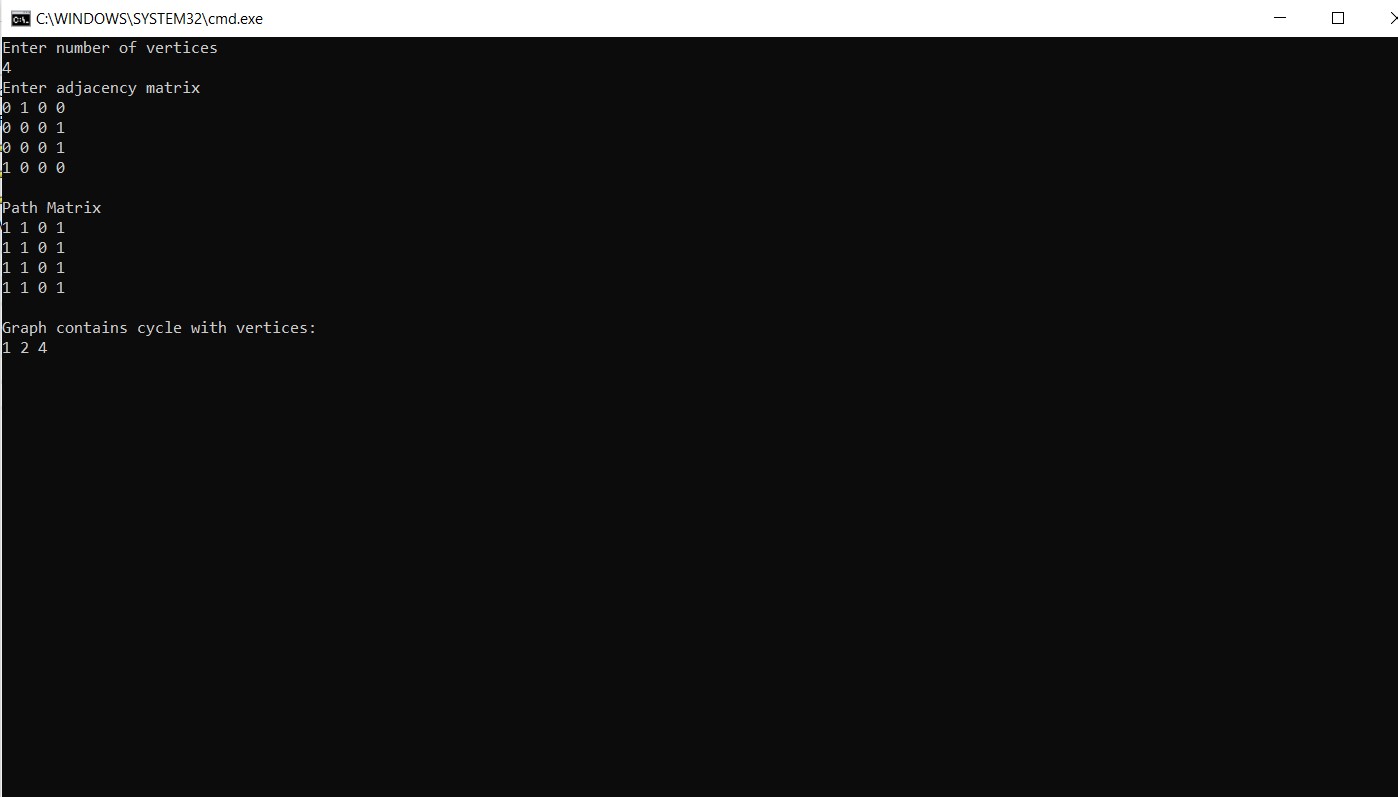 C:\WINDOWS\SYSTEM32\cmd.exe
Enter number of vertices
4
Enter adjacency matrix
0 1 0 0
0 0 0 1
0 0 0 1
1 0 0 0
Path Matrix
1 1 0 1
1 1 0 1
1 1 0 1
1 1 0 1
Graph contains cycle with vertices:
1 2 4